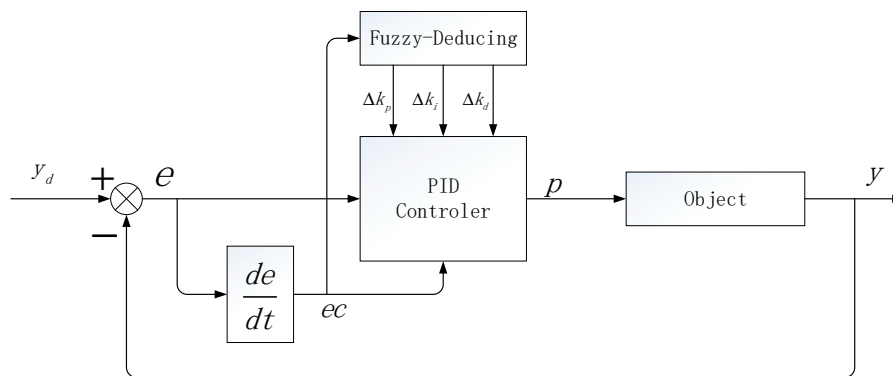 Fuzzy-Deducing
Δk_p Δk_i Δk_d
y_d
+
e
PID
Controler
p
Object
y
−
de
dt
ec